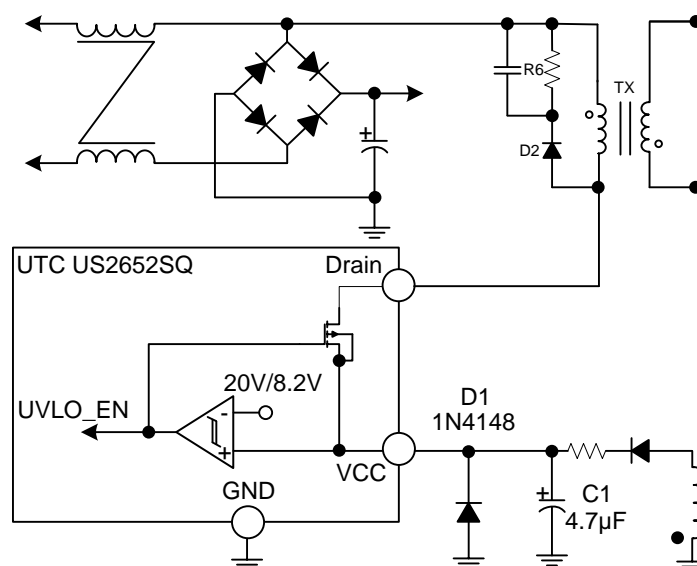 R6
TX
D2
UTC US2652SQ
Drain
20V/8.2V
UVLO_EN
-
+
VCC
GND
D1
1N4148
+
C1
4.7µF
+